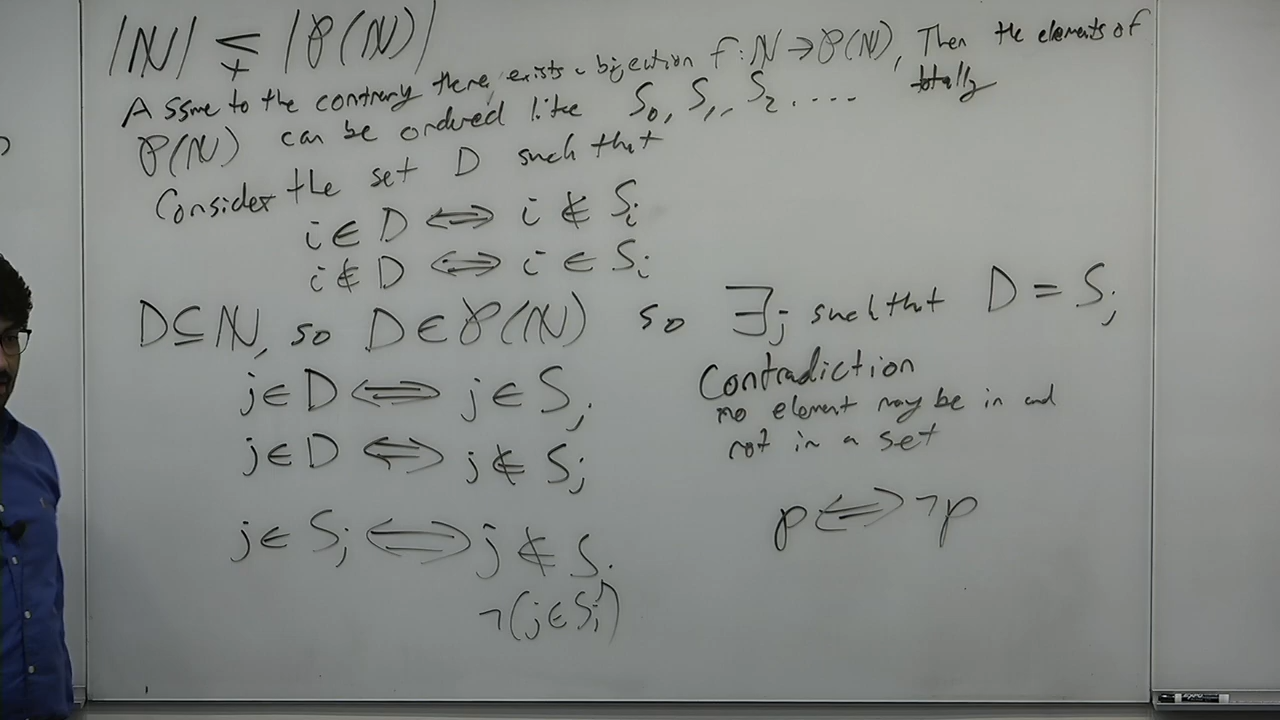 |ℕ| ≨ |𝒫(ℕ)|
Assme to the contrary there exists a bijection f: ℕ → 𝒫(ℕ), Then the elements of
𝒫(ℕ) can be ordered like S₀, S₁, S₂ .... totally
Consider the set D such that
i ∈ D ⟺ i ∉ Sᵢ
i ∉ D ⟺ i ∈ Sᵢ
D ⊆ ℕ, so D ∈ 𝒫(ℕ) so ∃j such that D = Sⱼ
j ∈ D ⟺ j ∈ Sⱼ
j ∈ D ⟺ j ∉ Sⱼ
j ∈ Sⱼ ⟺ j ∉ Sⱼ
¬(j ∈ Sⱼ)
Contradiction
no element may be in and
not in a set
p ⟺ ¬p
EXPO